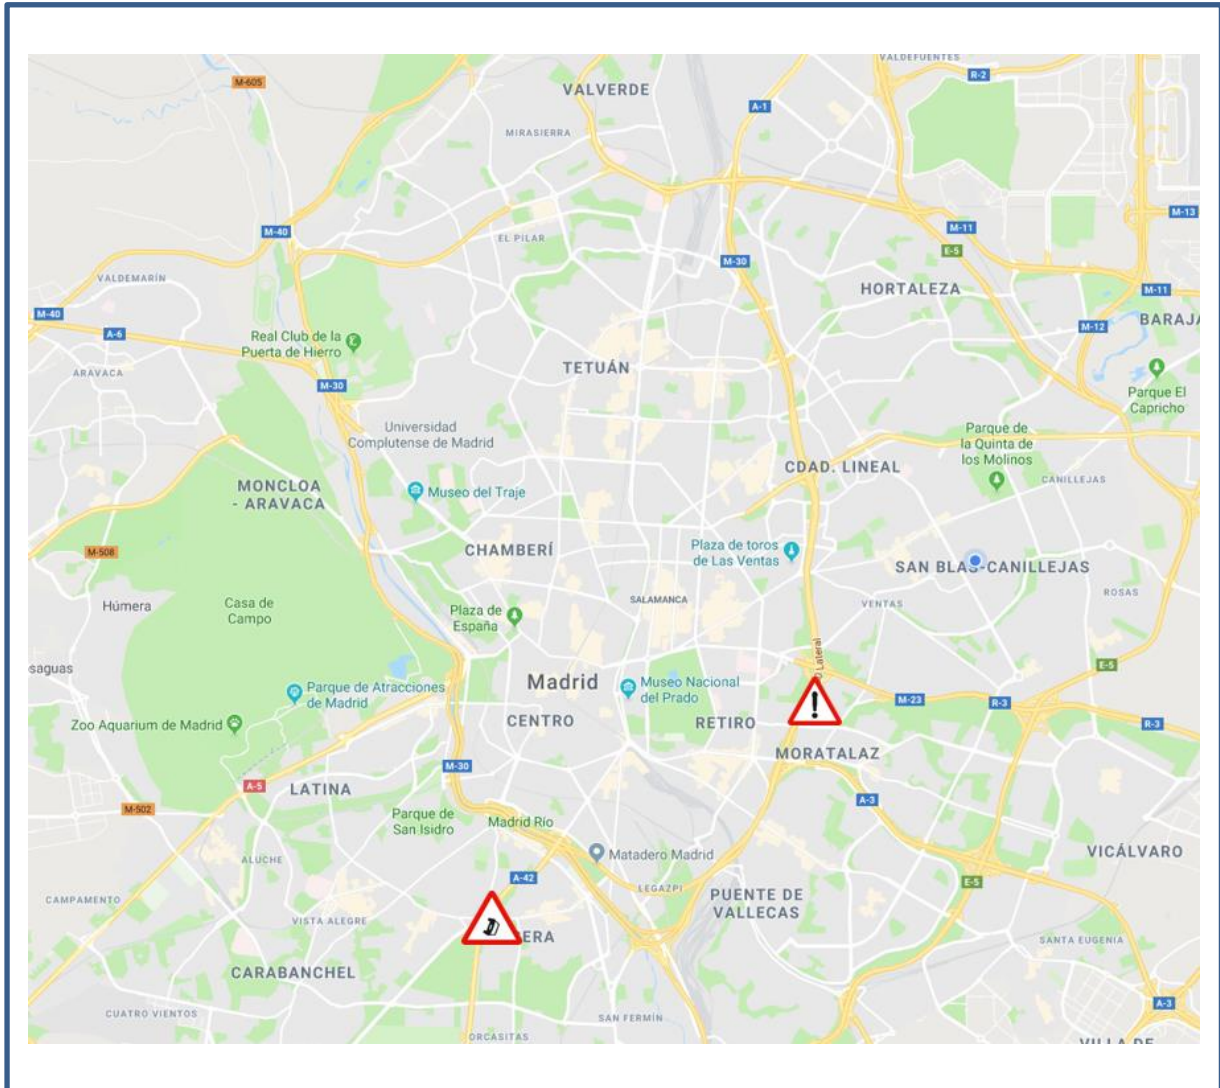 VALDEFUENTES
M-605
R-2
VALVERDE
A-1
MIRASIERRA
M-13
M-40
M-11
EL PILAR
E-5
M-30
VALDEMARÍN
HORTALEZA
M-11
M-40
BARAJA
M-12
A-6
Real Club de la
Puerta de Hierro
TETUÁN
ARAVACA
M-30
Parque El
Capricho
Universidad
Complutense de Madrid
Parque de
la Quinta de
los Molinos
CDAD. LINEAL
CANILLEJAS
MONCLOA
- ARAVACA
Museo del Traje
M-508
CHAMBERÍ
Plaza de toros
de Las Ventas
SAN BLAS-CANILLEJAS
ROSAS
Húmera
Casa de
Campo
SALAMANCA
VENTAS
Plaza de
España
osaguas
Lateral
E-5
Madrid
Museo Nacional
del Prado
Parque de Atracciones
de Madrid
M-23
R-3
R-3
Zoo Aquarium de Madrid
CENTRO
RETIRO
!
MORATALAZ
M-30
A-5
LATINA
M-502
A-3
Parque de
San Isidro
Madrid Río
Matadero Madrid
VICÁLVARO
ALUCHE
A-42
E-5
LEGAZPI
CAMPAMENTO
PUENTE DE
VALLECAS
VISTA ALEGRE
ERA
SANTA EUGENIA
CARABANCHEL
A-3
CUATRO VIENTOS
SAN FERMÍN
ORCASITAS
VILLA DE